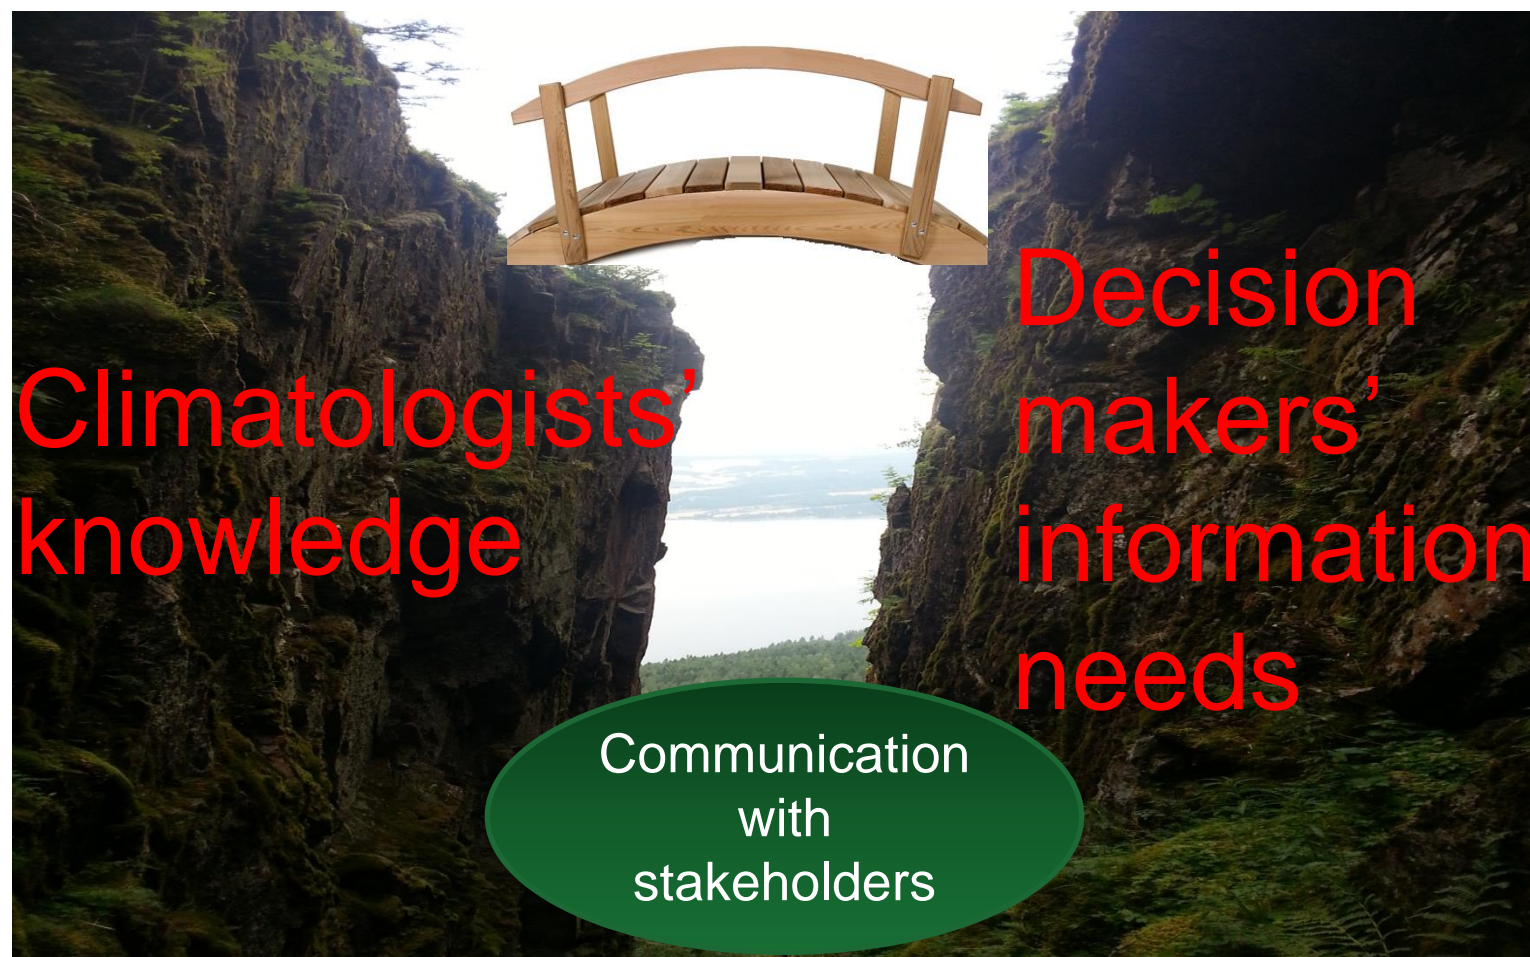 Climatologists’
knowledge
Decision
makers’
information
needs
Communication
with
stakeholders